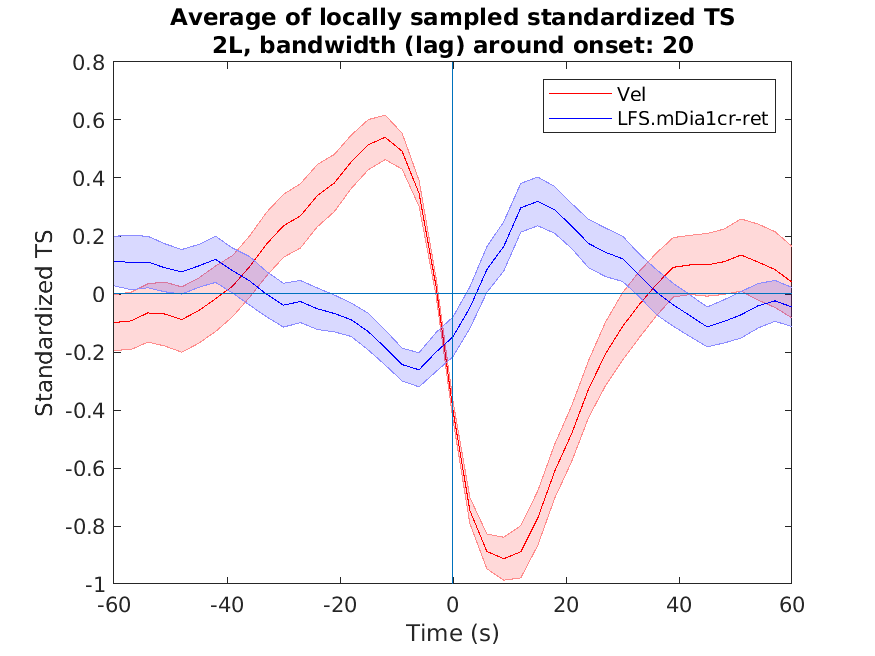 Average of locally sampled standardized TS
2L, bandwidth (lag) around onset: 20
Vel
LFS.mDia1cr-ret
Standardized TS
0.8
0.6
0.4
0.2
0
-0.2
-0.4
-0.6
-0.8
-1
-60
-40
-20
0
20
40
60
Time (s)